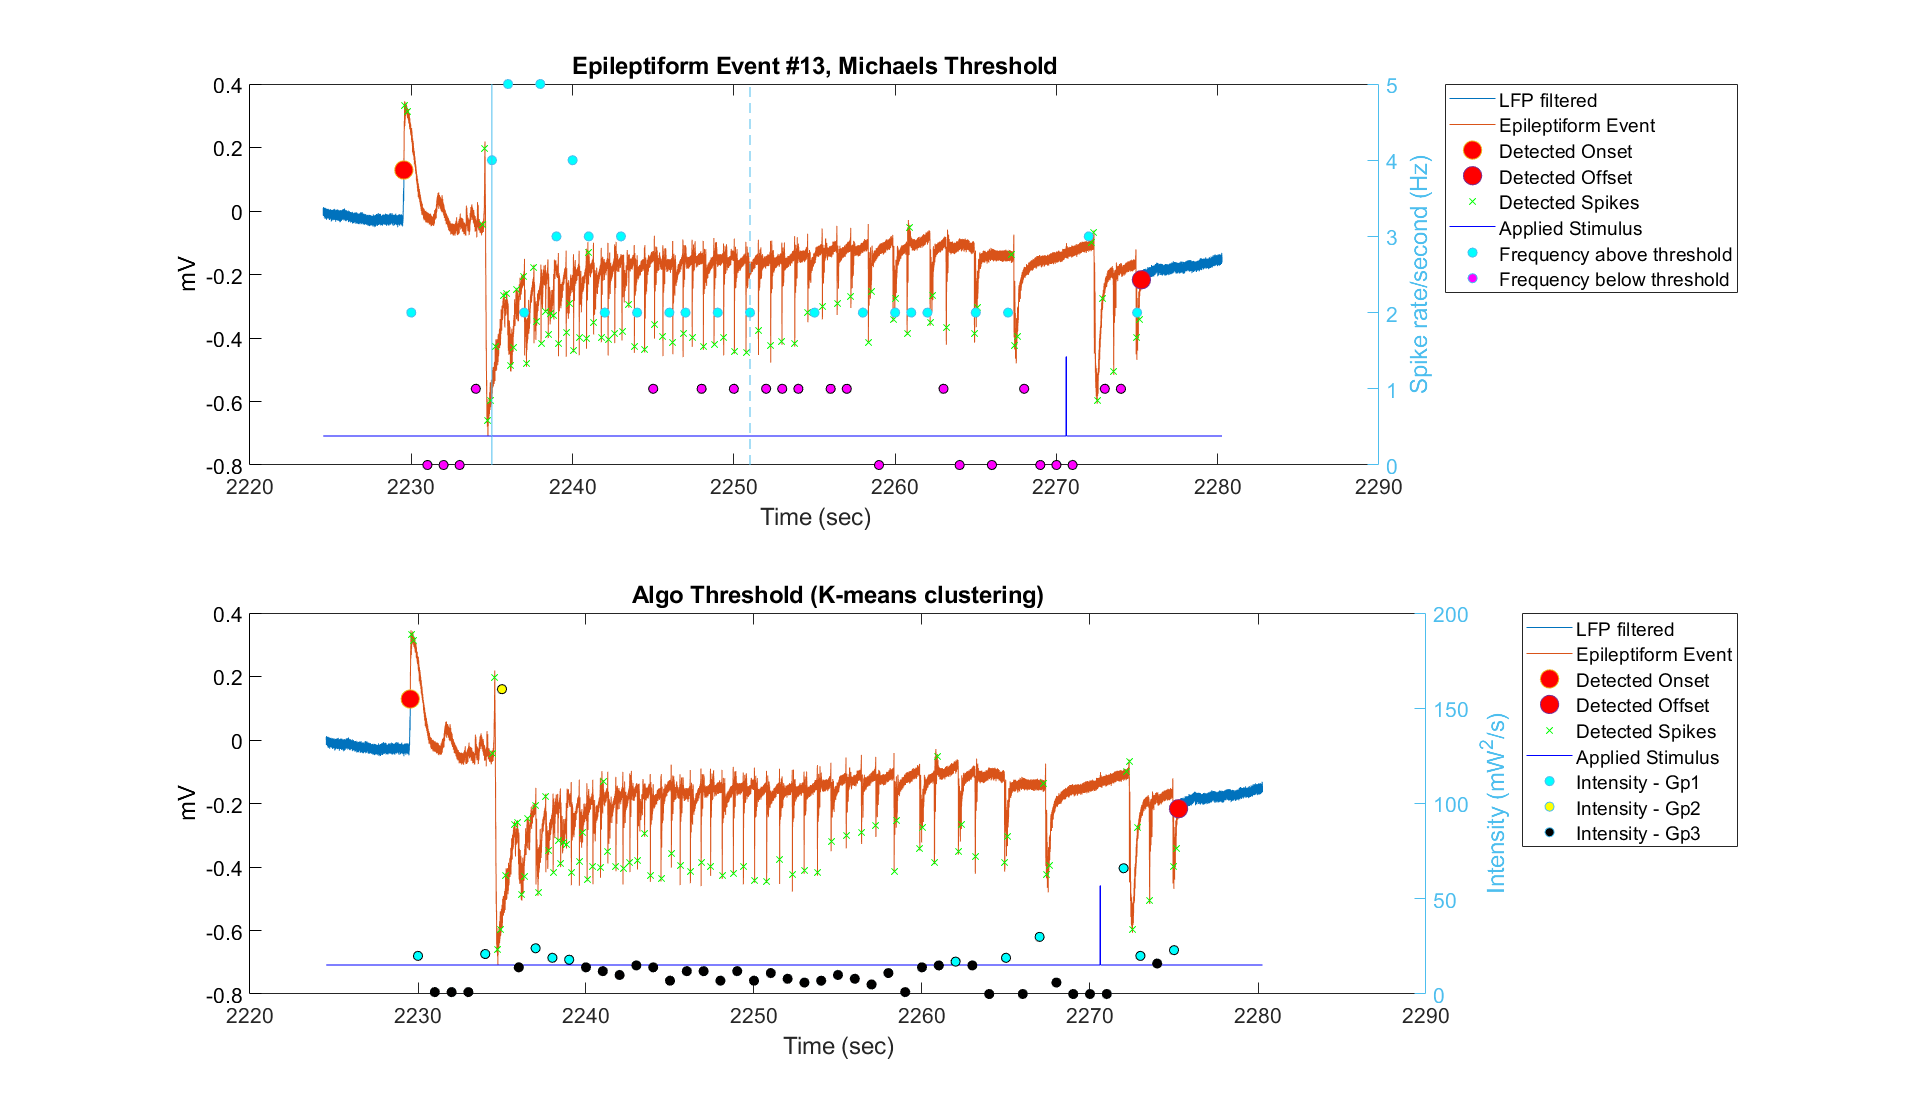 Epileptiform Event #13, Michaels Threshold
0.4
0.2
0
-0.2
-0.4
-0.6
-0.8
mV
2220
2230
2240
2250
2260
2270
2280
2290
Time (sec)
5
4
3
2
1
0
Spike rate/second (Hz)
LFP filtered
Epileptiform Event
Detected Onset
Detected Offset
Detected Spikes
Applied Stimulus
Frequency above threshold
Frequency below threshold
Algo Threshold (K-means clustering)
0.4
0.2
0
-0.2
-0.4
-0.6
-0.8
mV
2220
2230
2240
2250
2260
2270
2280
2290
Time (sec)
200
150
100
50
0
Intensity (mW²/s)
LFP filtered
Epileptiform Event
Detected Onset
Detected Offset
Detected Spikes
Applied Stimulus
Intensity - Gp1
Intensity - Gp2
Intensity - Gp3